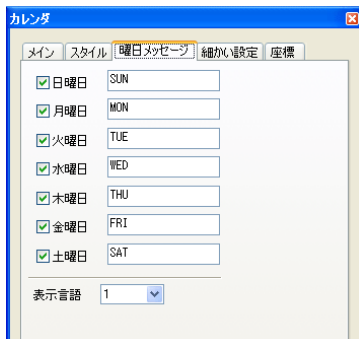 カレンダ
メイン スタイル 曜日メッセージ 細かい設定 座標
日曜日 SUN
月曜日 MON
火曜日 TUE
水曜日 WED
木曜日 THU
金曜日 FRI
土曜日 SAT
表示言語 1